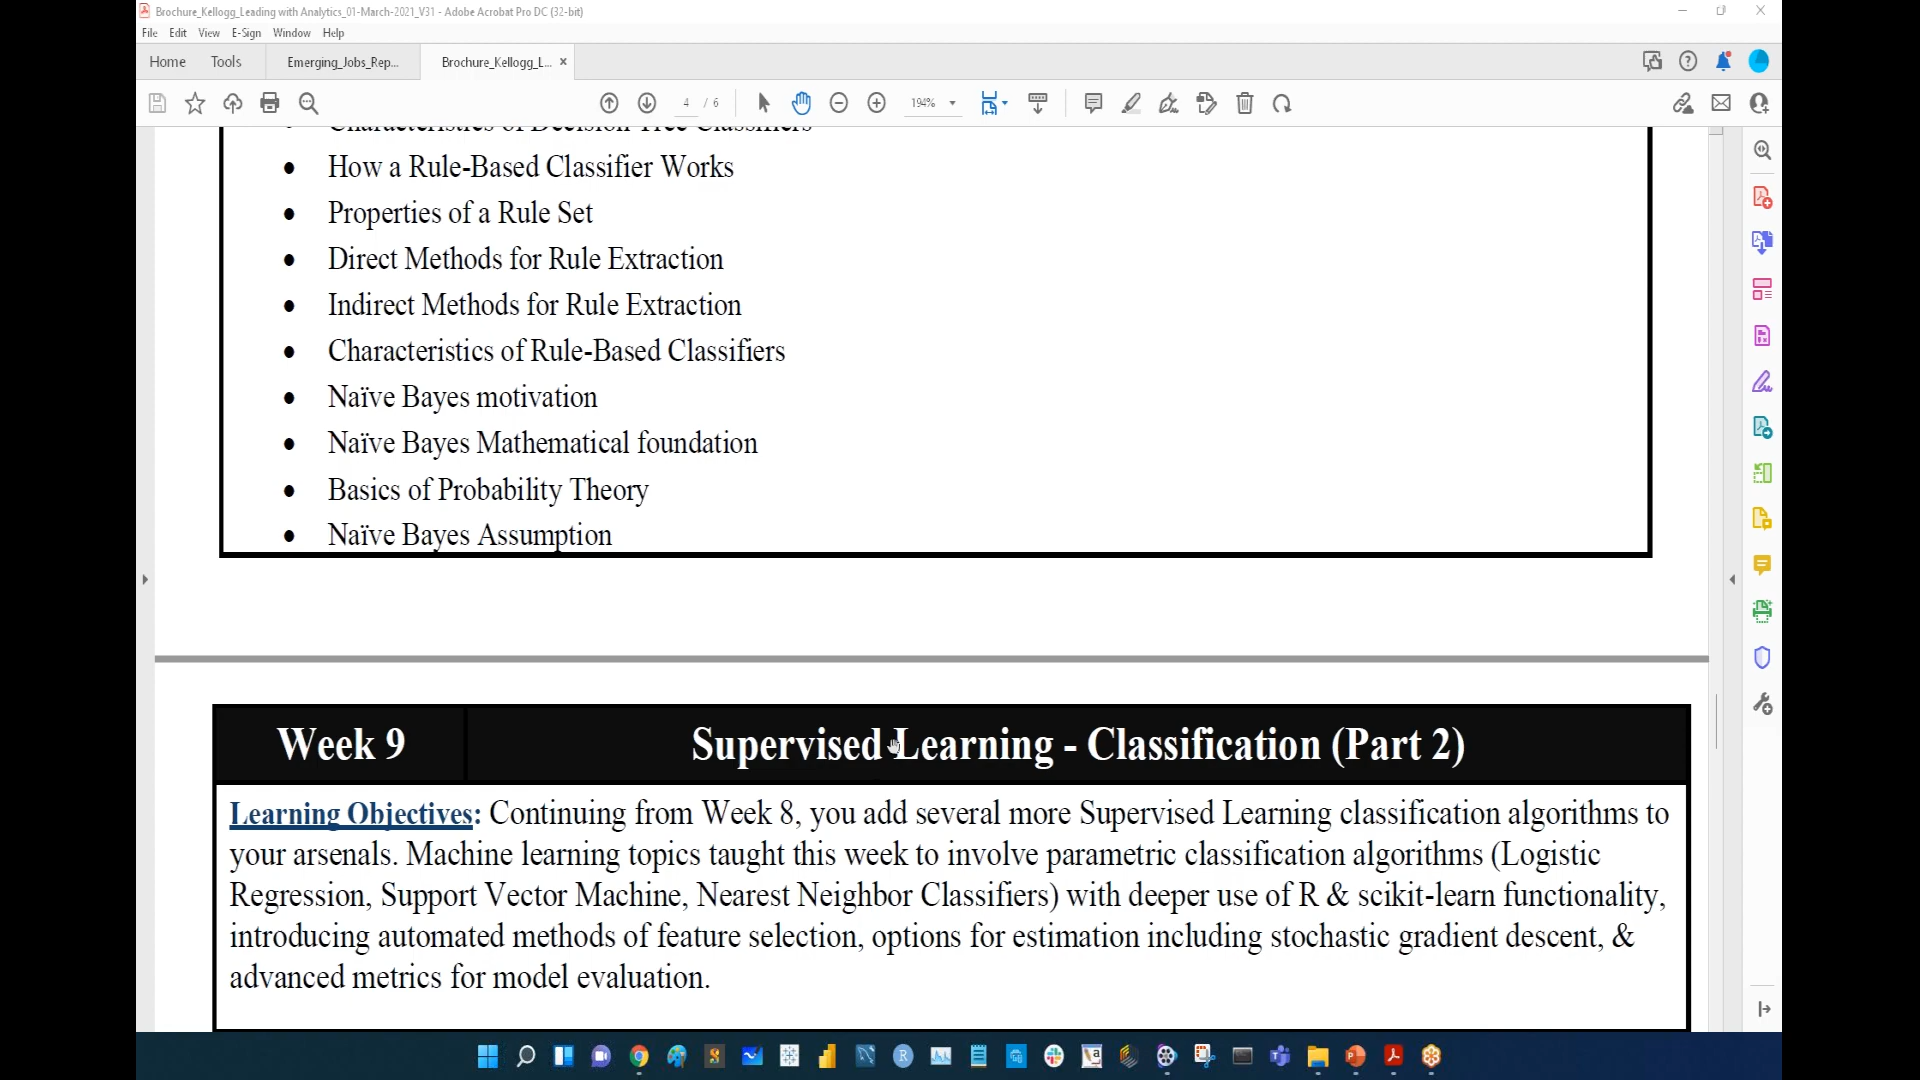 Brochure_Kellogg_Leading with Analytics_01-March-2021_V31 - Adobe Acrobat Pro DC (32-bit)
File Edit View E-Sign Window Help
Home Tools Emerging_Jobs_Rep... Brochure_Kellogg_L... ×
4 / 6 194%
Characteristics of Decision Tree Classifiers
• How a Rule-Based Classifier Works
• Properties of a Rule Set
• Direct Methods for Rule Extraction
• Indirect Methods for Rule Extraction
• Characteristics of Rule-Based Classifiers
• Naïve Bayes motivation
• Naïve Bayes Mathematical foundation
• Basics of Probability Theory
• Naïve Bayes Assumption
Week 9 Supervised Learning - Classification (Part 2)
Learning Objectives: Continuing from Week 8, you add several more Supervised Learning classification algorithms to
your arsenals. Machine learning topics taught this week to involve parametric classification algorithms (Logistic
Regression, Support Vector Machine, Nearest Neighbor Classifiers) with deeper use of R & scikit-learn functionality,
introducing automated methods of feature selection, options for estimation including stochastic gradient descent, &
advanced metrics for model evaluation.